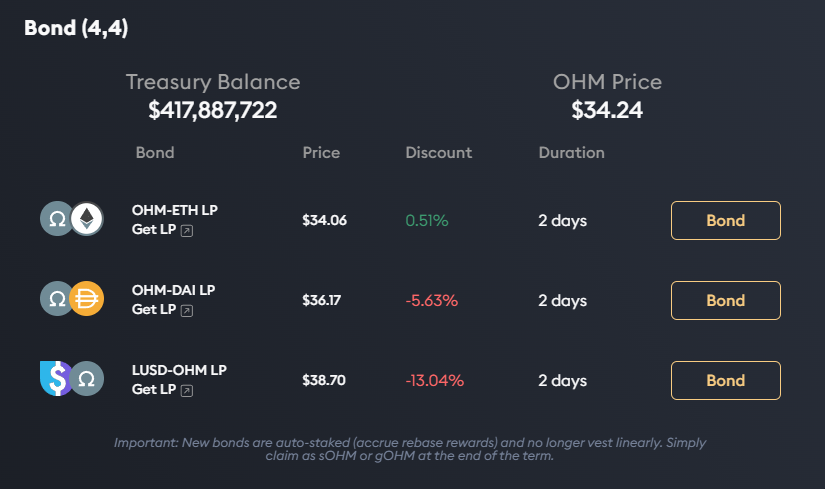 Bond (4,4)
Treasury Balance OHM Price
$417,887,722 $34.24
Bond Price Discount Duration
OHM-ETH LP
Get LP
$34.06 0.51% 2 days Bond
OHM-DAI LP
Get LP
$36.17 -5.63% 2 days Bond
LUSD-OHM LP
Get LP
$38.70 -13.04% 2 days Bond
Important: New bonds are auto-staked (accrue rebase rewards) and no longer vest linearly. Simply
claim as sOHM or gOHM at the end of the term.